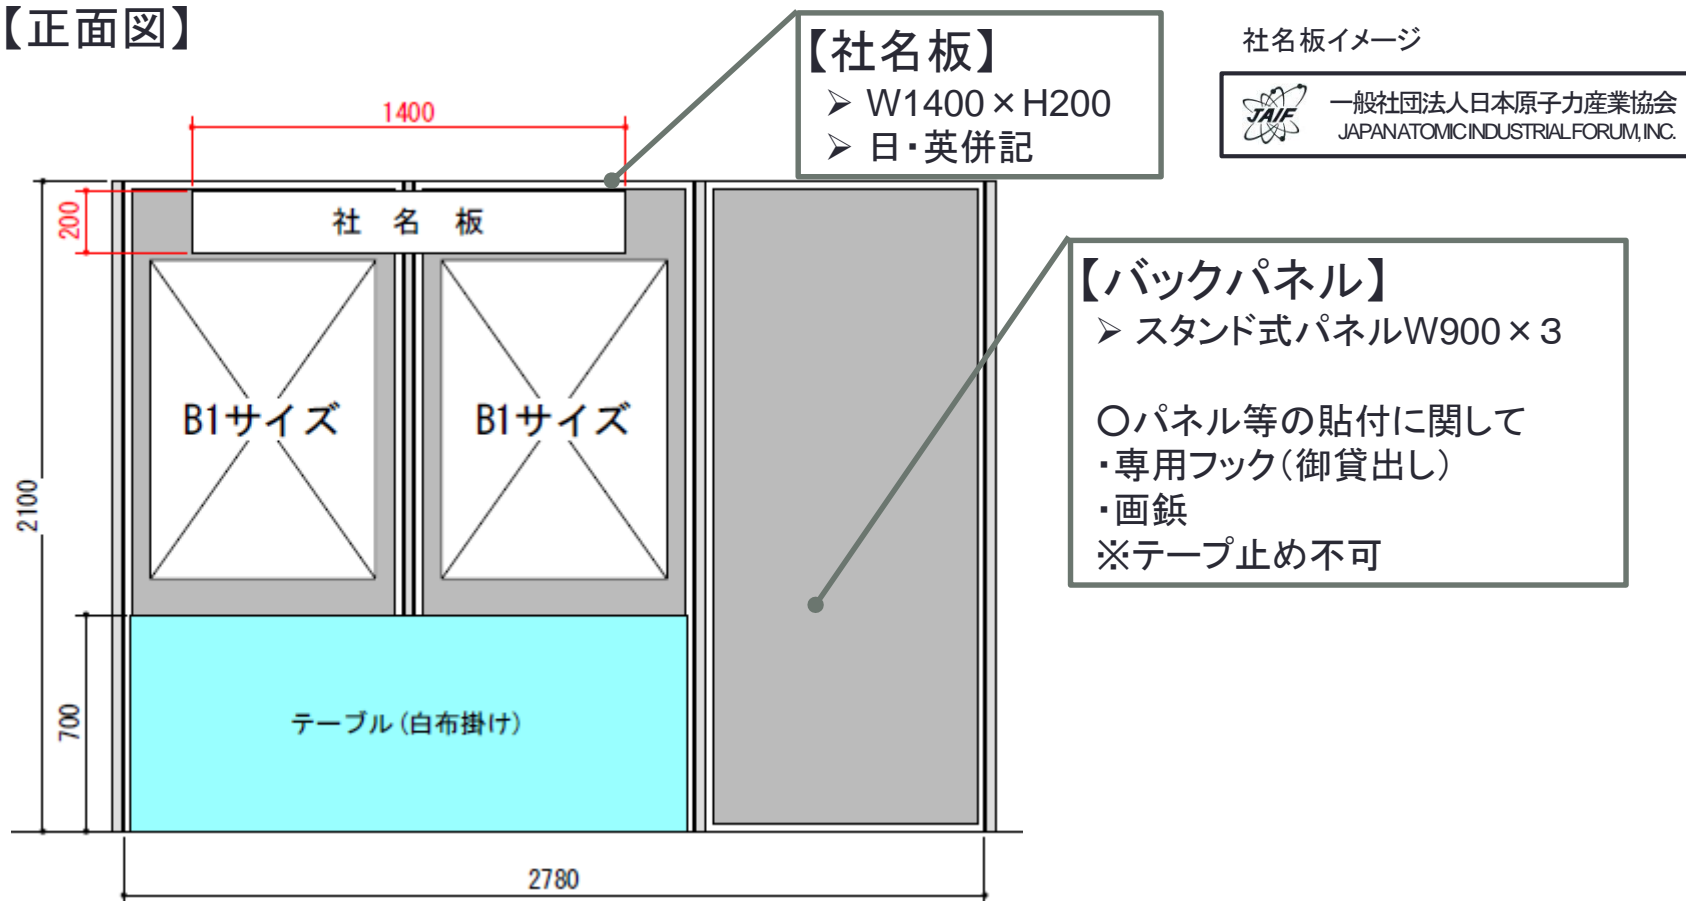 【正面図】
【社名板】
➢ W1400×H200
➢ 日・英併記
社名板イメージ
JAIF
一般社団法人日本原子力産業協会
JAPAN ATOMIC INDUSTRIAL FORUM, INC.
1400
200
社 名 板
B1サイズ
B1サイズ
【バックパネル】
➢ スタンド式パネルW900×3
〇パネル等の貼付に関して
・専用フック(御貸出し)
・画鋲
※テープ止め不可
2100
700
テーブル(白布掛け)
2780